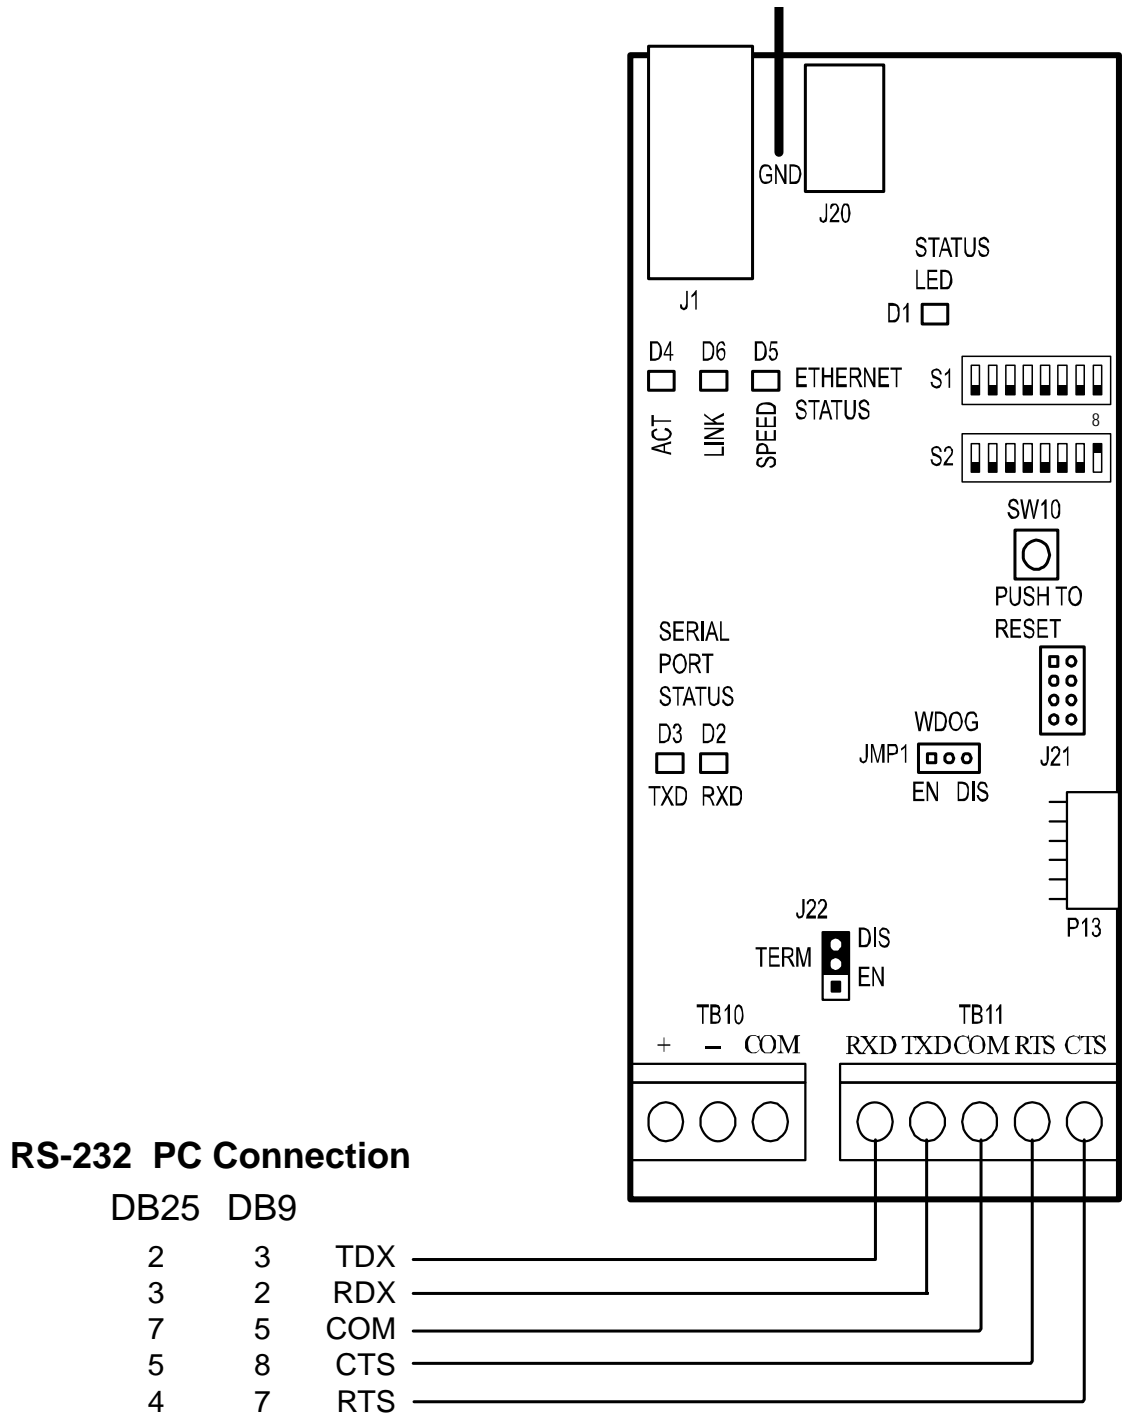 GND
J20
STATUS
LED
J1
D1
D4 D6 D5
ETHERNET
STATUS
ACT
LINK
SPEED
S1
8
S2
SW10
PUSH TO
RESET
SERIAL
PORT
STATUS
D3 D2
TXD RXD
WDOG
JMP1
EN DIS
J21
P13
J22
TERM
DIS
EN
TB10
+ – COM
TB11
RXD TXD COM RTS CTS
RS-232 PC Connection
DB25 DB9
2 3 TDX
3 2 RDX
7 5 COM
5 8 CTS
4 7 RTS